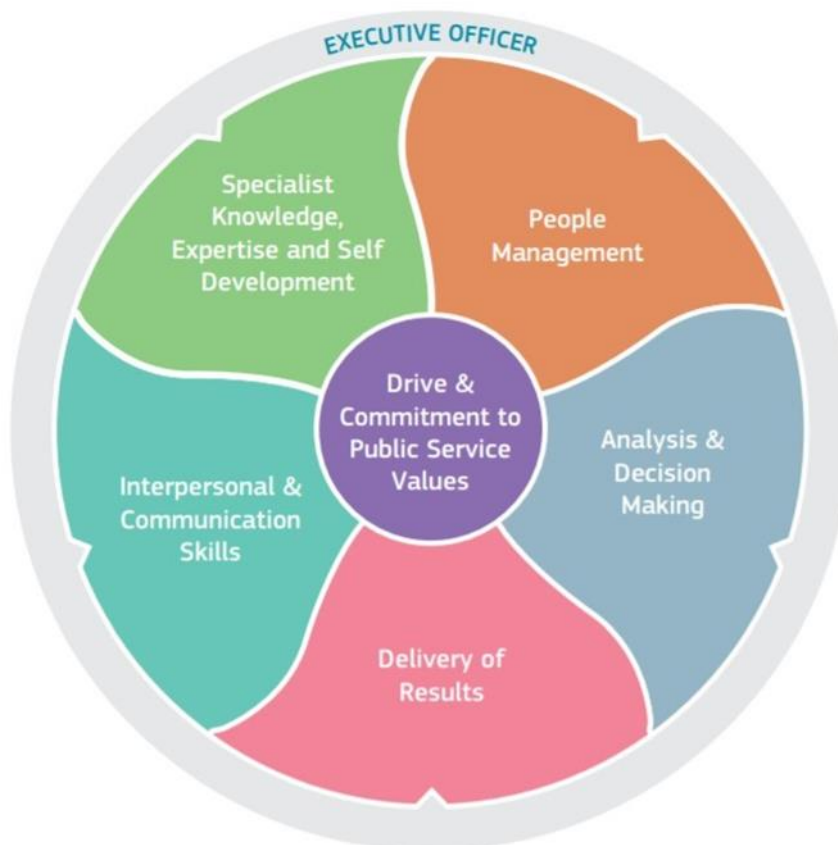 EXECUTIVE OFFICER
Specialist
Knowledge,
Expertise and Self
Development
People
Management
Drive &
Commitment to
Public Service
Values
Analysis &
Decision
Making
Interpersonal &
Communication
Skills
Delivery of
Results